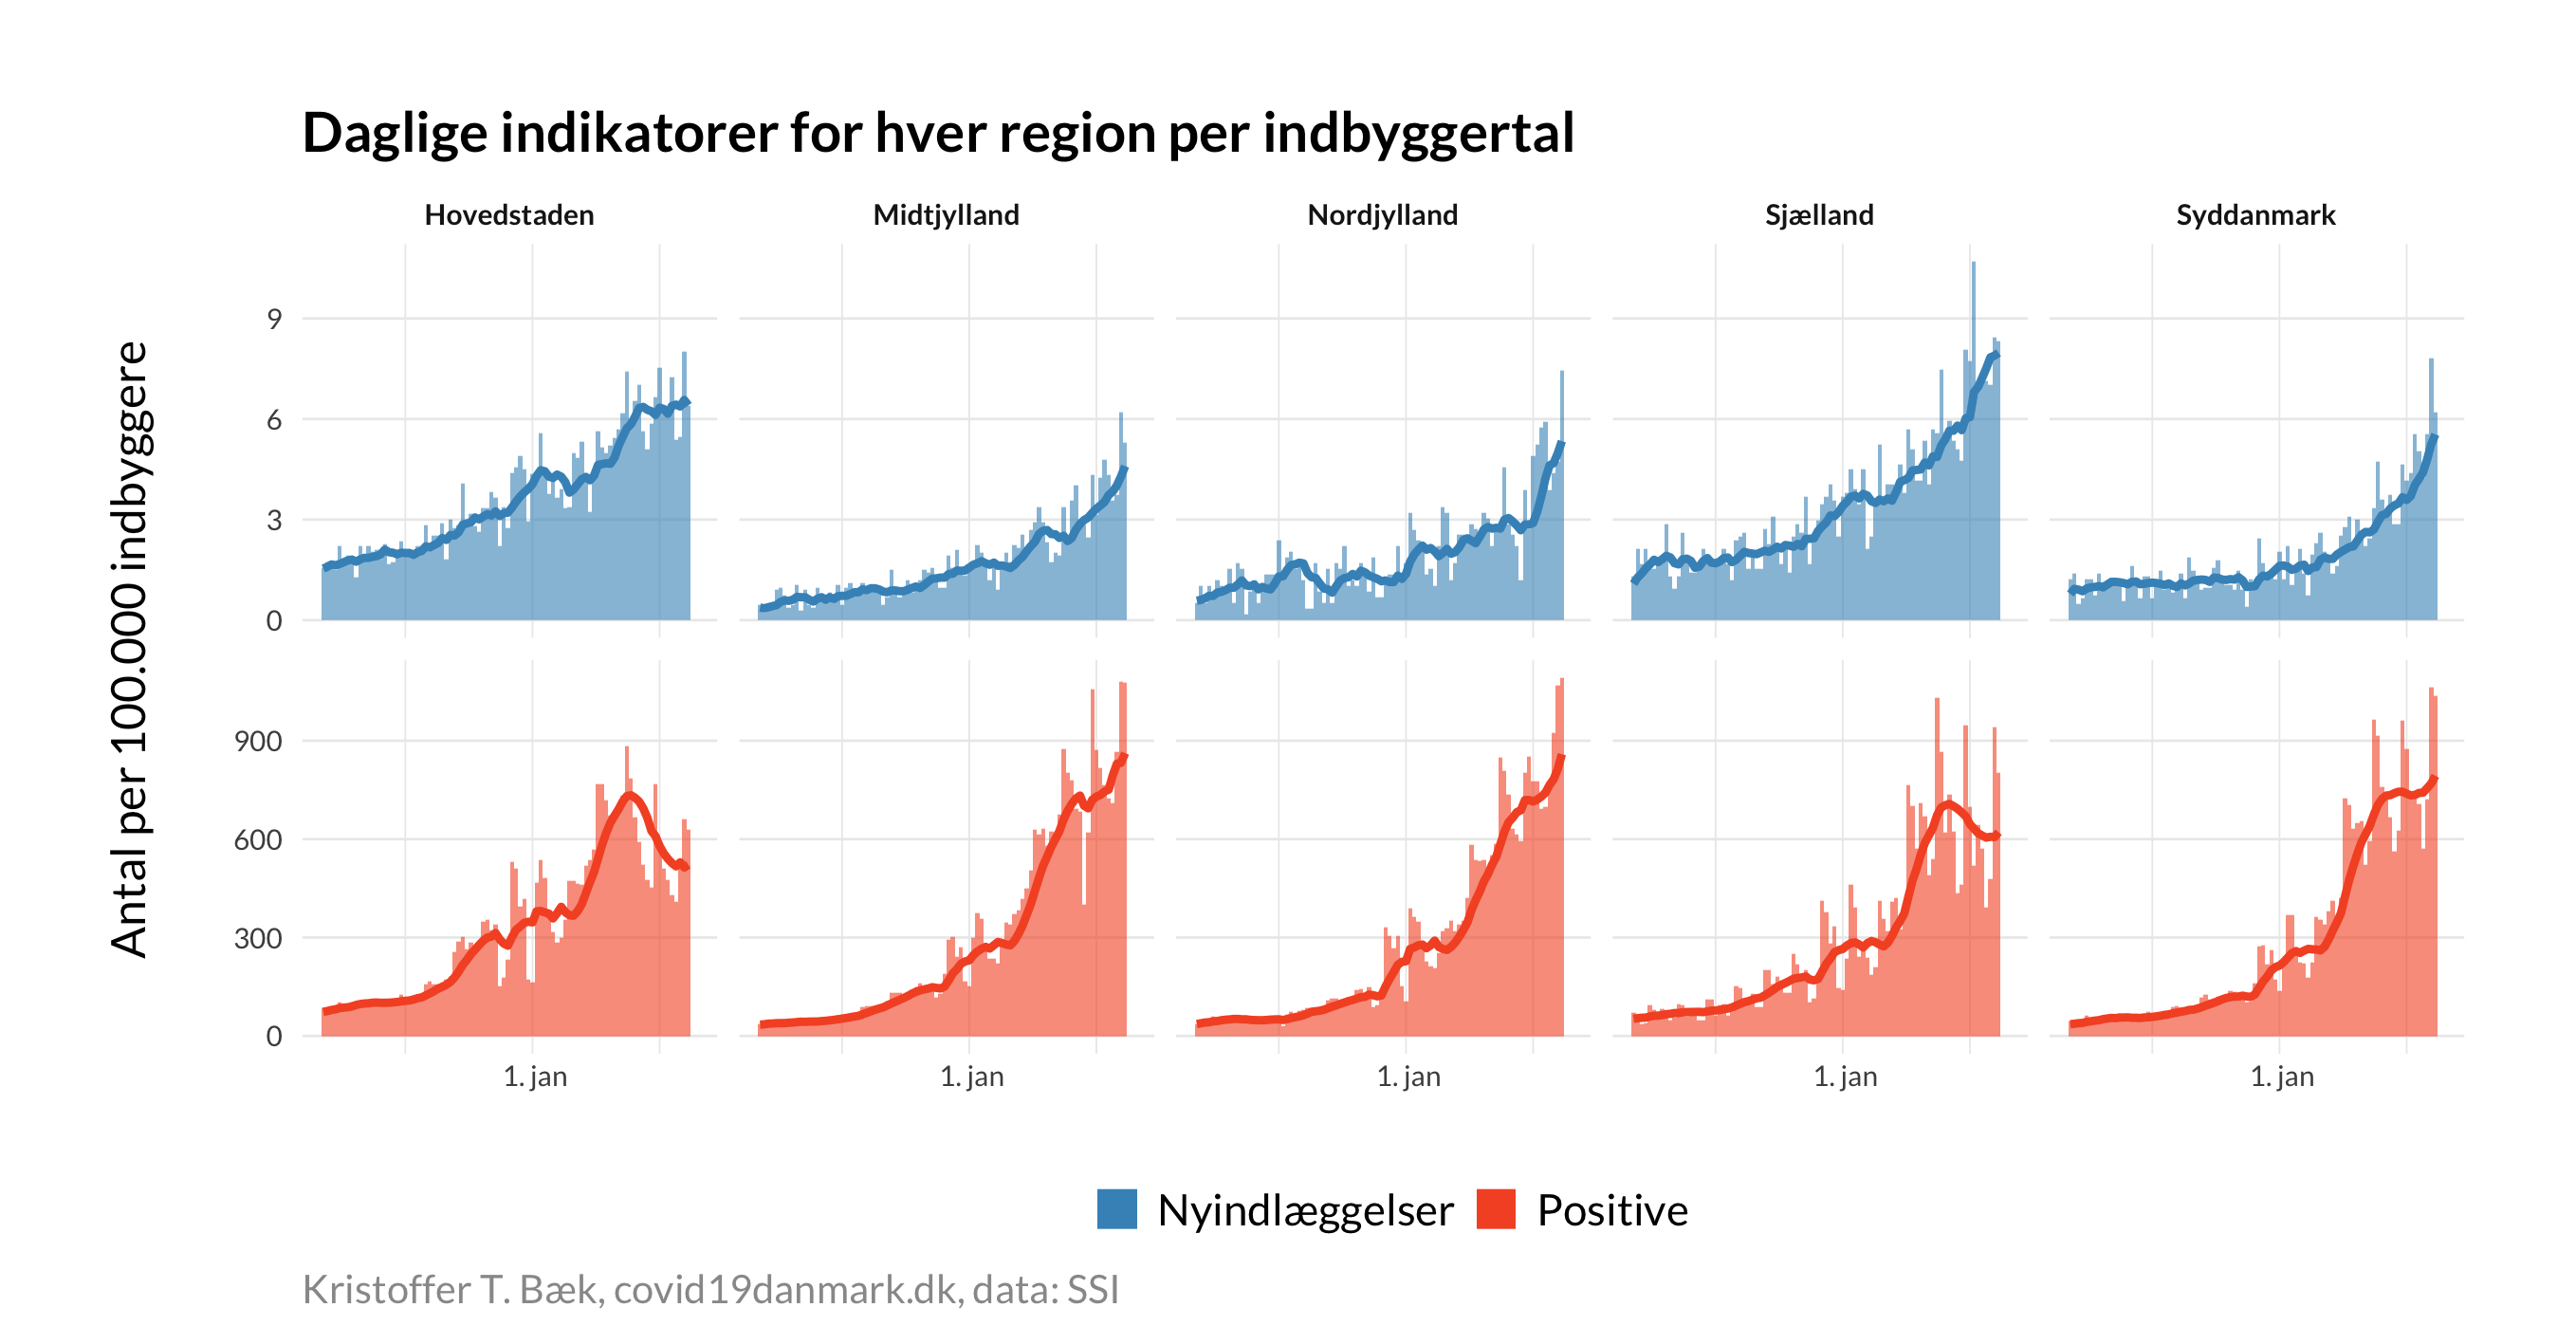 Daglige indikatorer for hver region per indbyggertal
Hovedstaden Midtjylland Nordjylland Sjælland Syddanmark
Antal per 100.000 indbyggere
9
6
3
0
900
600
300
0
1. jan 1. jan 1. jan 1. jan 1. jan
Nyindlæggelser Positive
Kristoffer T. Bæk, covid19danmark.dk, data: SSI